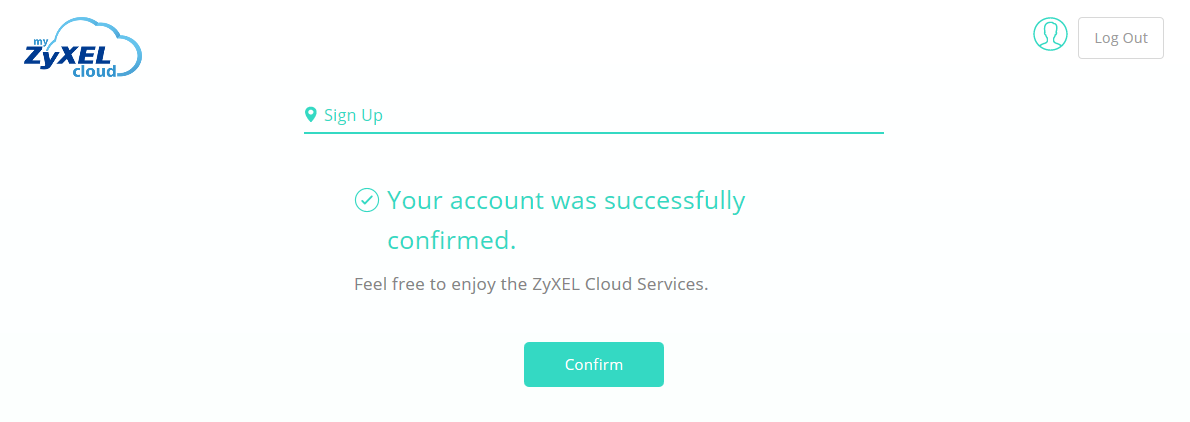 my
ZyXEL
cloud
Log Out
Sign Up
Your account was successfully
confirmed.
Feel free to enjoy the ZyXEL Cloud Services.
Confirm